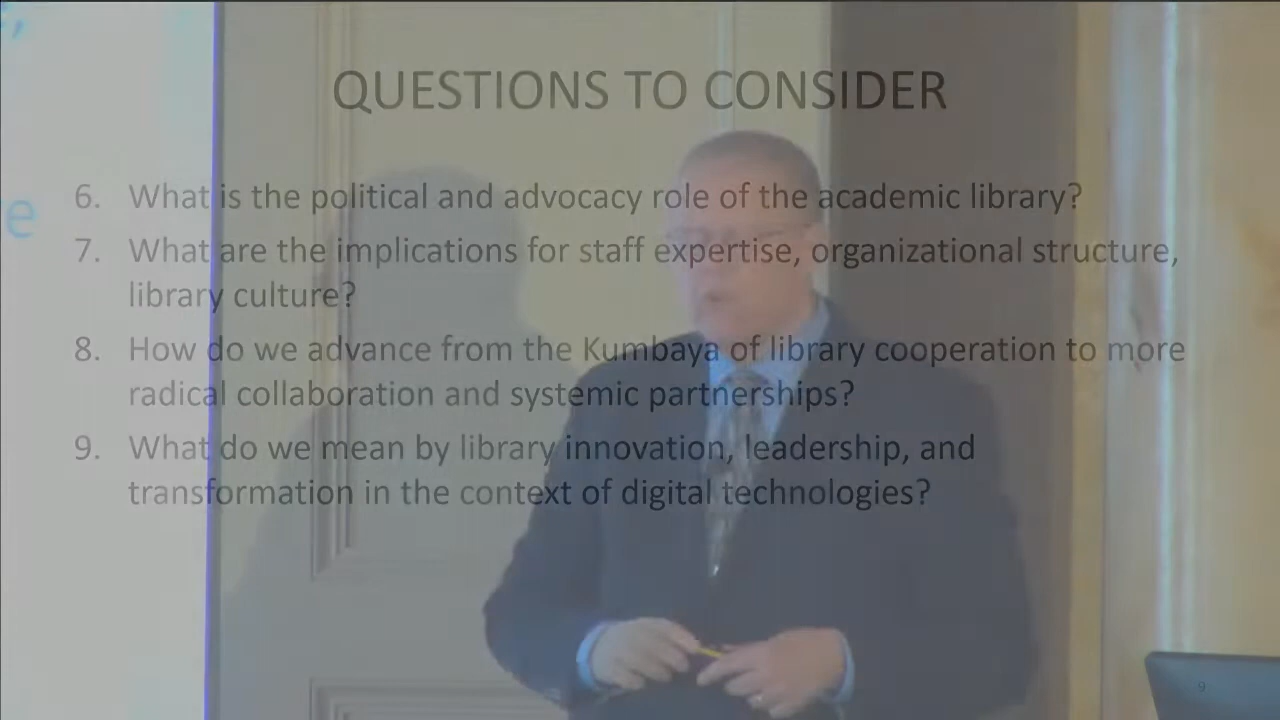 QUESTIONS TO CONSIDER
6. What is the political and advocacy role of the academic library?
7. What are the implications for staff expertise, organizational structure,
library culture?
8. How do we advance from the Kumbaya of library cooperation to more
radical collaboration and systemic partnerships?
9. What do we mean by library innovation, leadership, and
transformation in the context of digital technologies?
9